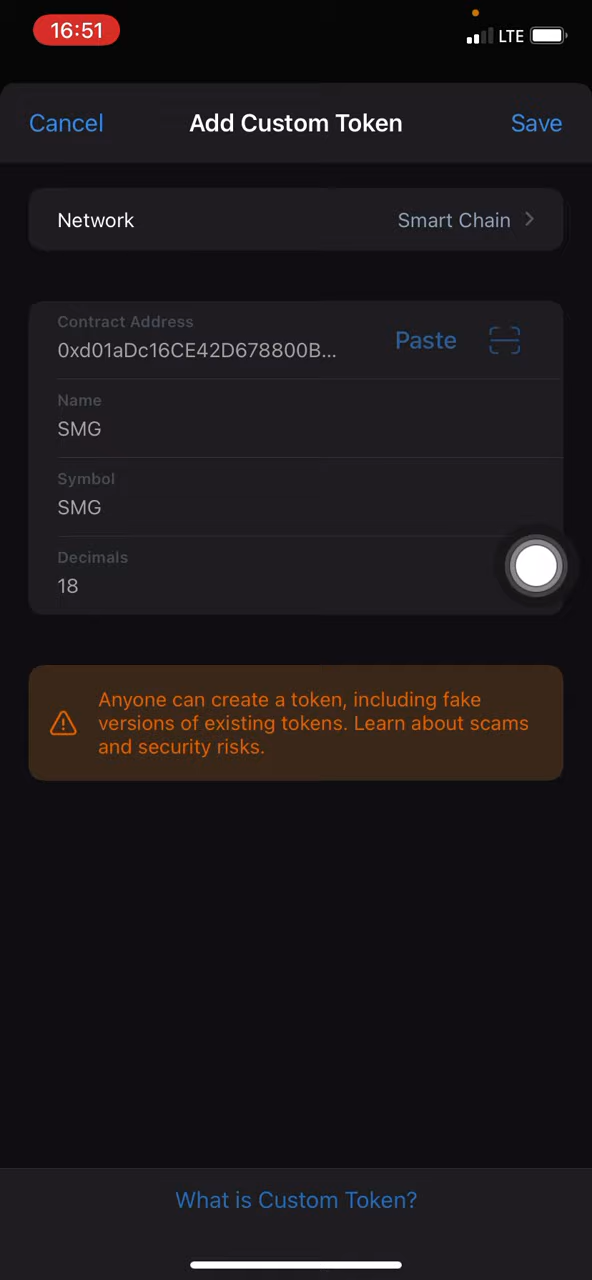 16:51
LTE
Cancel
Add Custom Token
Save
Network
Smart Chain
Contract Address
0xd01aDc16CE42D678800B...
Paste
Name
SMG
Symbol
SMG
Decimals
18
Anyone can create a token, including fake
versions of existing tokens. Learn about scams
and security risks.
What is Custom Token?